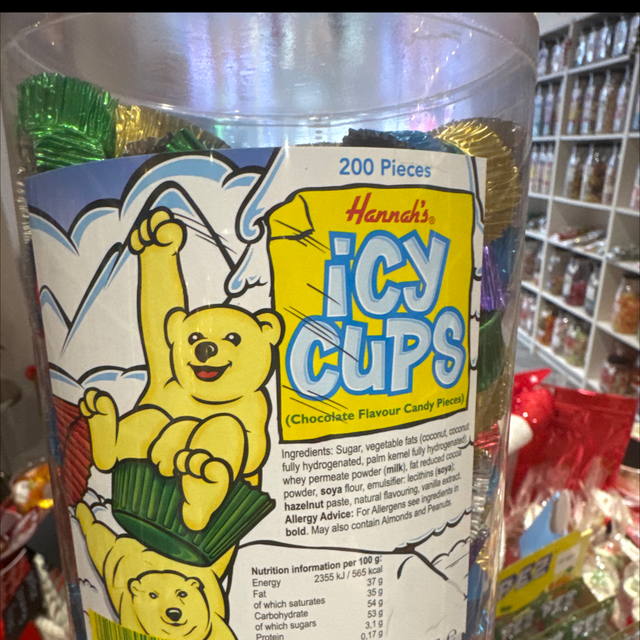 200 Pieces
Hannah's®
iCY
CUPS
(Chocolate Flavour Candy Pieces)
Ingredients: Sugar, vegetable fats (coconut, coconut
fully hydrogenated, palm kernel fully hydrogenated),
whey permeate powder (milk), fat reduced cocoa
powder, soya flour, emulsifier: lecithins (soya);
hazelnut paste, natural flavouring, vanilla extract.
Allergy Advice: For Allergens see ingredients in
bold. May also contain Almonds and Peanuts.
Nutrition information per 100 g:
Energy 2355 kJ / 565 kcal
Fat 37 g
of which saturates 35 g
Carbohydrate 54 g
of which sugars 53 g
Protein 3,1 g
0,17 g
PEZ